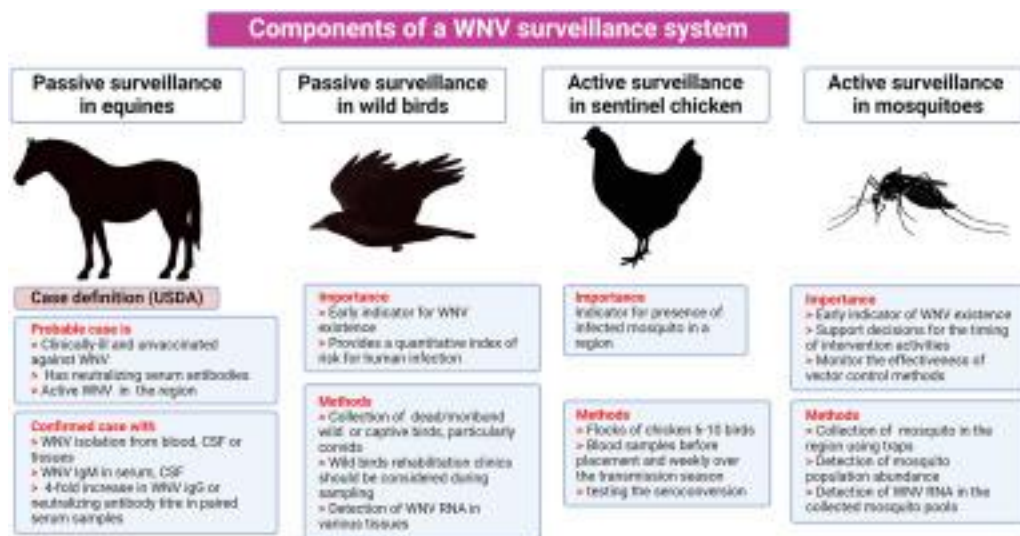 Components of a WNV surveillance system
Passive surveillance
in equines
Case definition (USDA)
Probable case is
» Clinically-ill and unvaccinated
against WNV
» Has neutralizing serum antibodies
» Active WNV in the region
Confirmed case with
» WNV isolation from blood, CSF or
tissues
» WNV IgM in serum, CSF
» 4-fold increase in WNV IgG or
neutralizing antibody titre in paired
serum samples
Passive surveillance
in wild birds
Importance
» Early indicator for WNV
existence
» Provides a quantitative index of
risk for human infection
Methods
» Collection of dead/moribund
wild or captive birds, particularly
corvids
» Wild birds rehabilitation clinics
should be considered during
sampling
» Detection of WNV RNA in
various tissues
Active surveillance
in sentinel chicken
Importance
Indicator for presence of
infected mosquito in a
region
Methods
» Flocks of chicken 6-10 birds
» Blood samples before
placement and weekly over
the transmission season
» testing the seroconversion
Active surveillance
in mosquitoes
Importance
» Early indicator of WNV existence
» Support decisions for the timing
of intervention activities
» Monitor the effectiveness of
vector control methods
Methods
» Collection of mosquito in the
region using traps
» Detection of mosquito
population abundance
» Detection of WNV RNA in the
collected mosquito pools